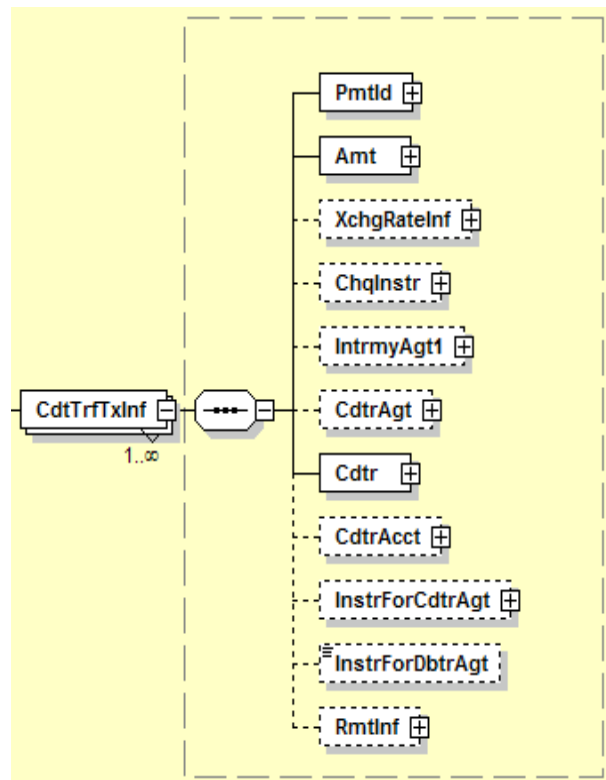 PmtId
Amt
XchgRateInf
ChqInstr
IntrmyAgt1
CdtTrfTxInf
1..∞
CdtrAgt
Cdtr
CdtrAcct
InstrForCdtrAgt
InstrForDbtrAgt
RmtInf